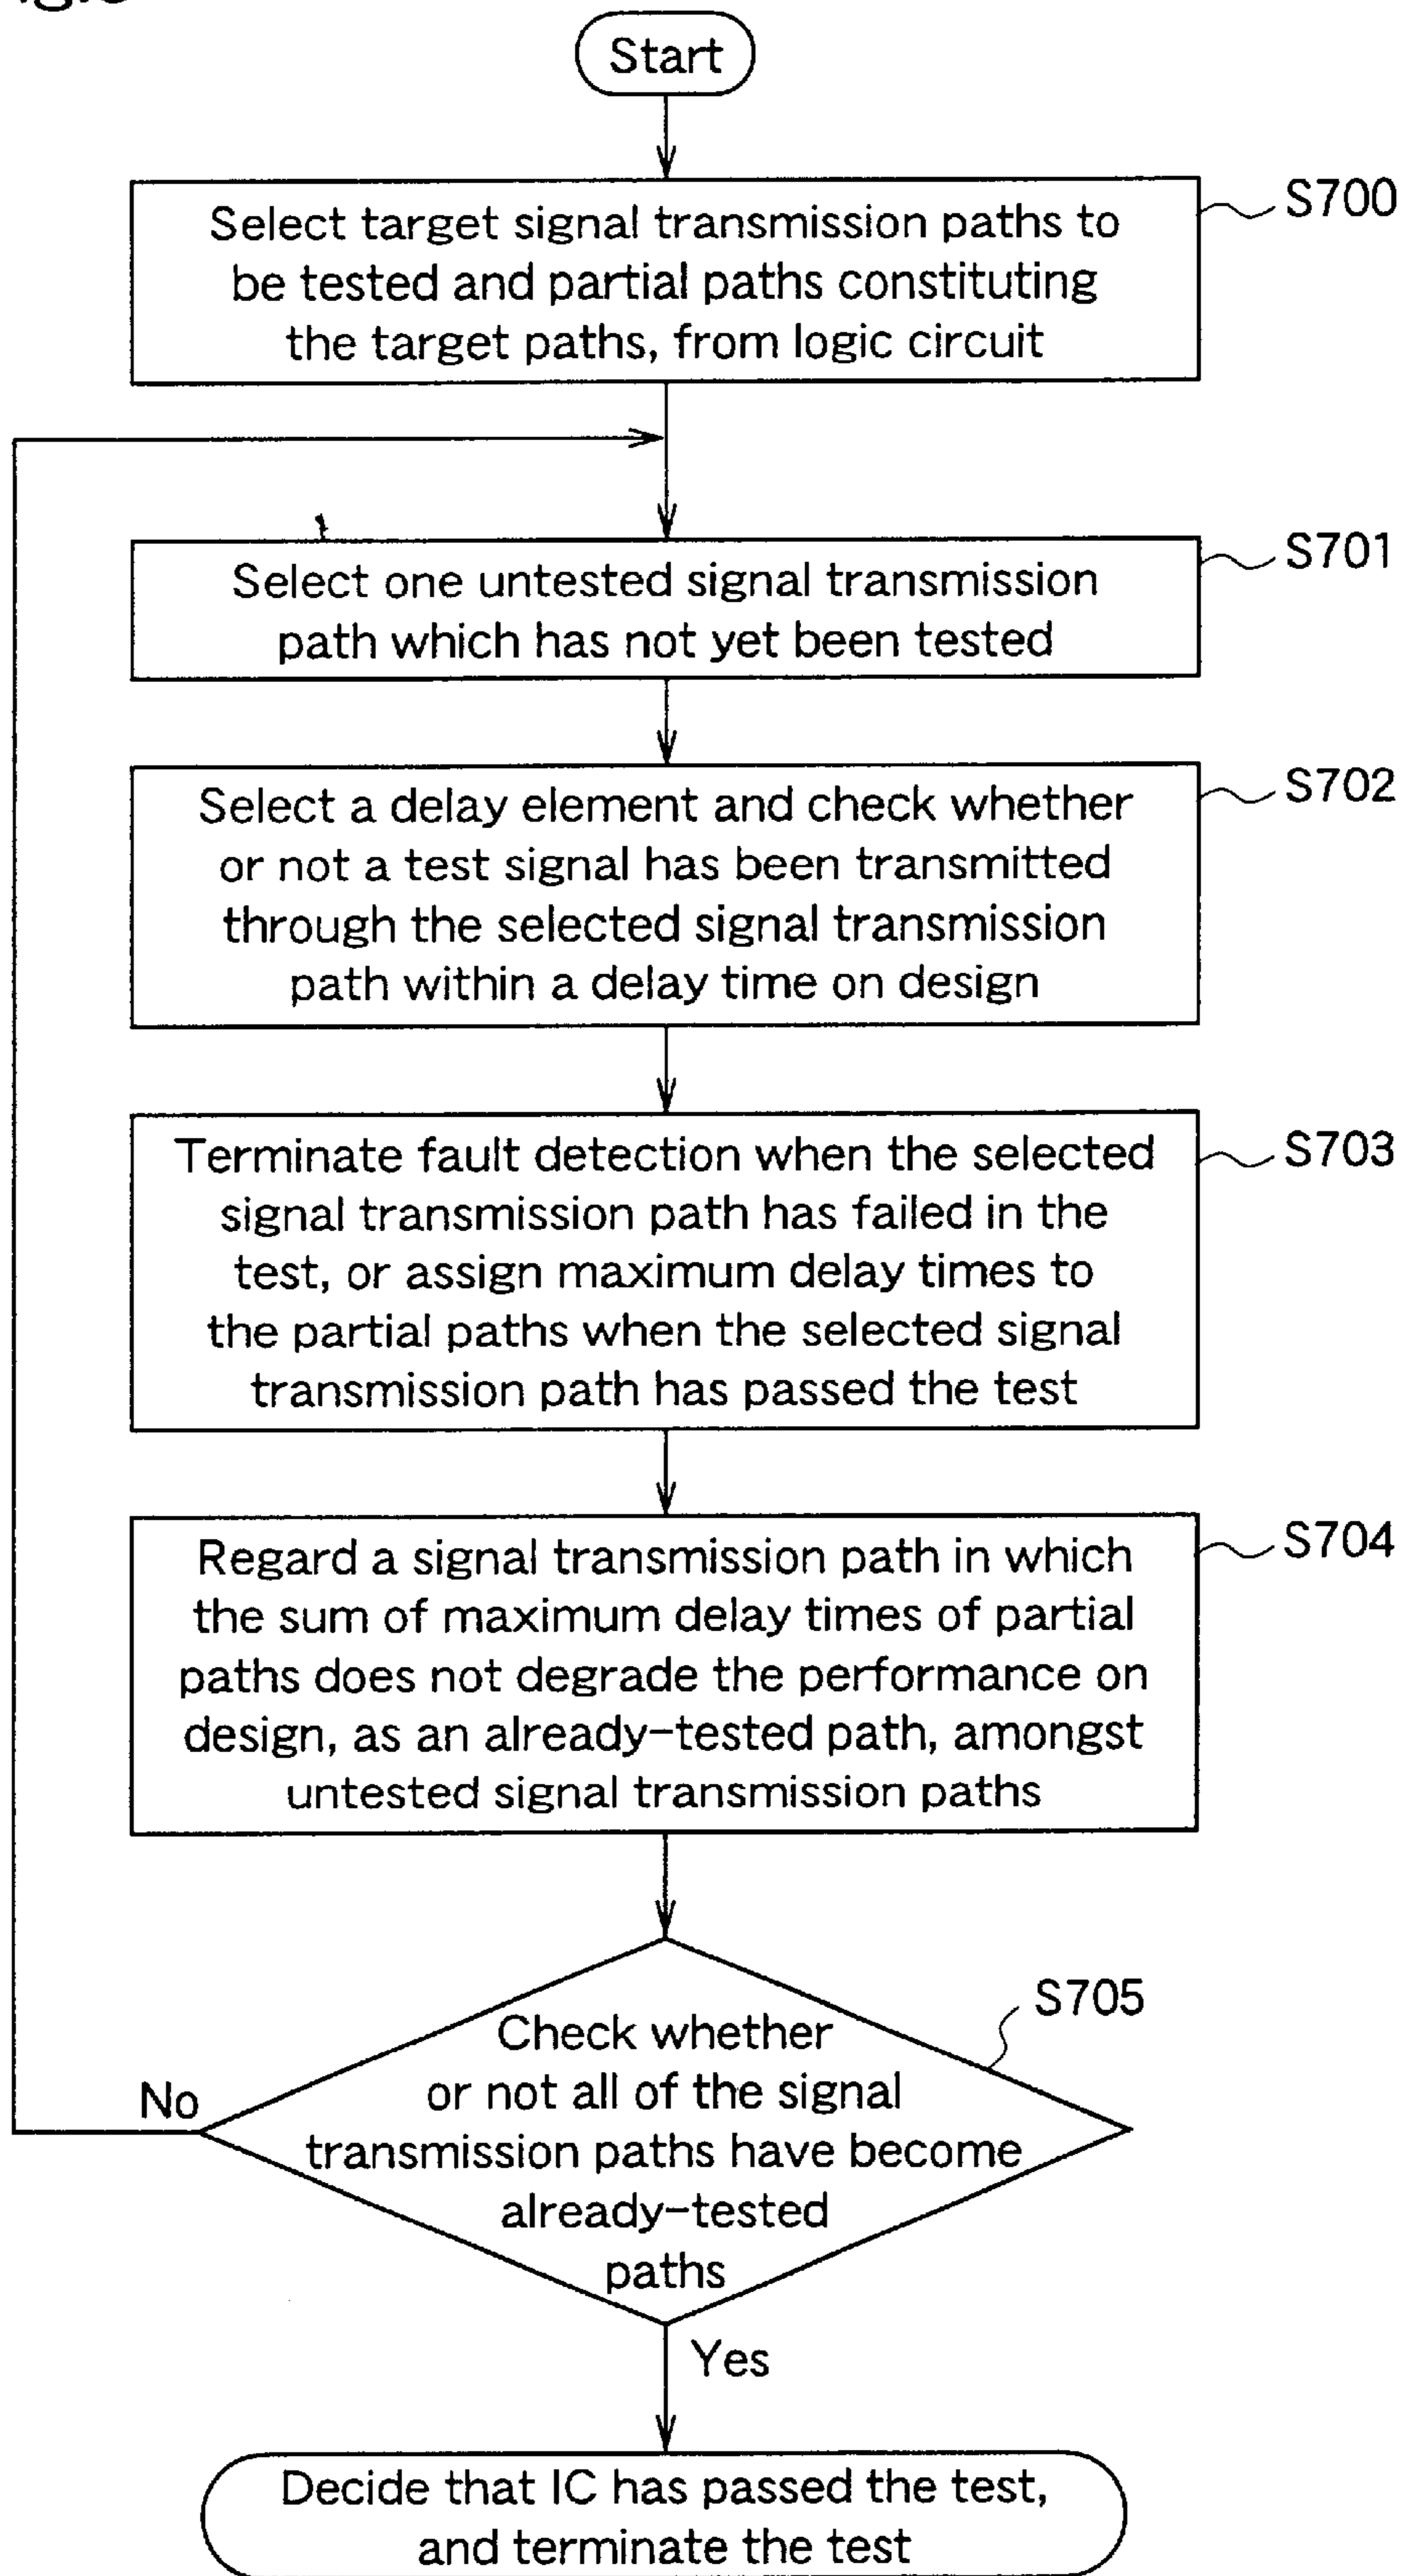 Start
Select target signal transmission paths to
be tested and partial paths constituting
the target paths, from logic circuit
S700
Select one untested signal transmission
path which has not yet been tested
S701
Select a delay element and check whether
or not a test signal has been transmitted
through the selected signal transmission
path within a delay time on design
S702
Terminate fault detection when the selected
signal transmission path has failed in the
test, or assign maximum delay times to
the partial paths when the selected signal
transmission path has passed the test
S703
Regard a signal transmission path in which
the sum of maximum delay times of partial
paths does not degrade the performance on
design, as an already-tested path, amongst
untested signal transmission paths
S704
Check whether
or not all of the signal
transmission paths have become
already-tested
paths
S705
No
Yes
Decide that IC has passed the test,
and terminate the test